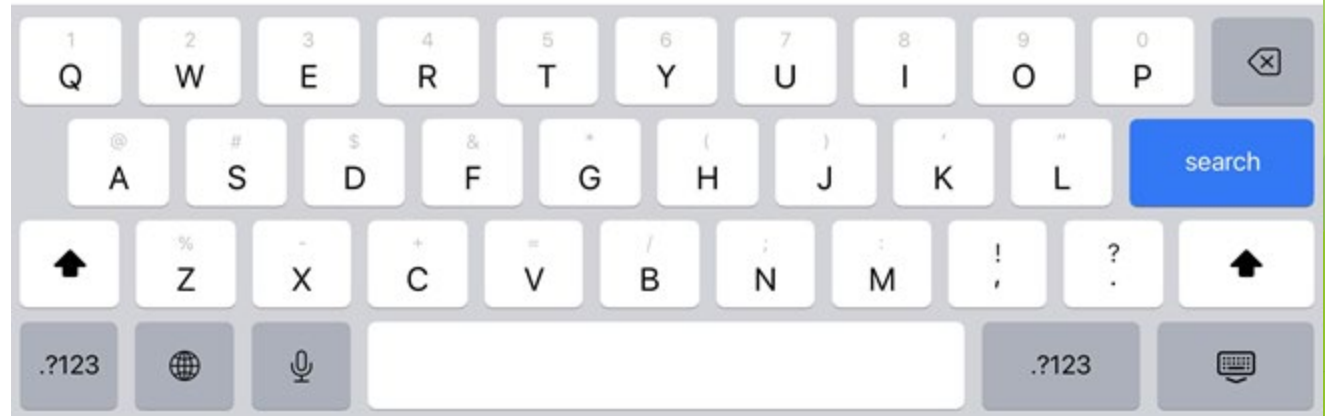 1 2 3 4 5 6 7 8 9 0
Q W E R T Y U I O P
@ # $ & * ( ) ' "
A S D F G H J K L search
% - + = / ; : ! ?
Z X C V B N M , .
.?123 .?123